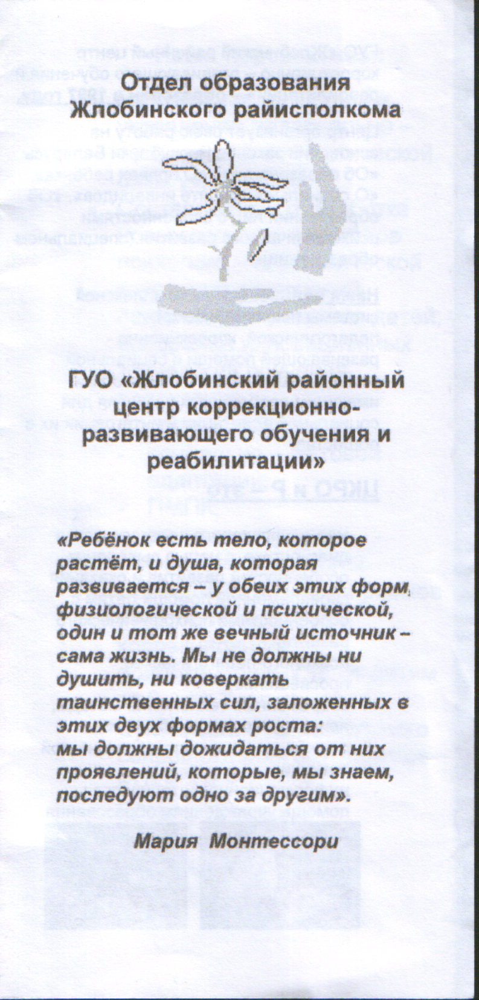 Отдел образования
Жлобинского райисполкома
ГУО «Жлобинский районный
центр коррекционно-
развивающего обучения и
реабилитации»
«Ребёнок есть тело, которое
растёт, и душа, которая
развивается – у обеих этих форм,
физиологической и психической,
один и тот же вечный источник –
сама жизнь. Мы не должны ни
душить, ни коверкать
таинственных сил, заложенных в
этих двух формах роста:
мы должны дожидаться от них
проявлений, которые, мы знаем,
последуют одно за другим».
Мария Монтессори